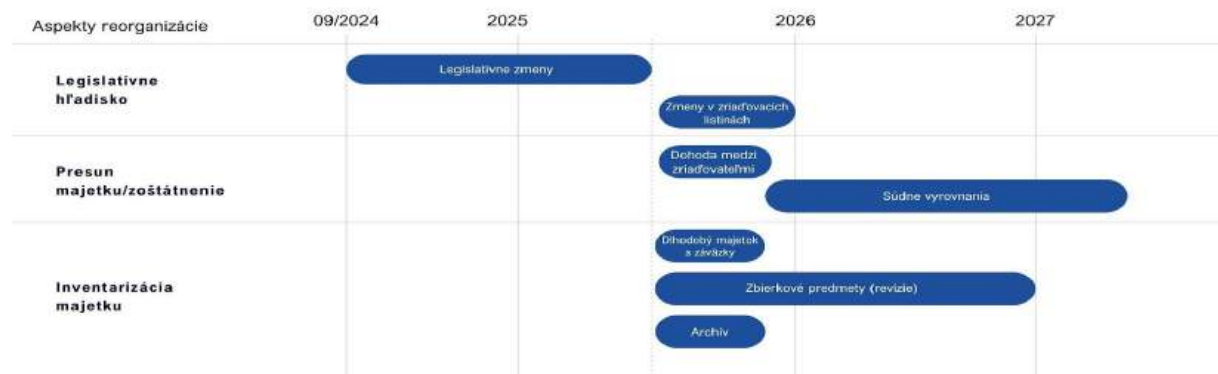 Aspekty reorganizácie
09/2024
2025
2026
2027
Legislatívne
hľadisko
Legislatívne zmeny
Zmeny v zriaďovacích
listinách
Presun
majetku/zoštátnenie
Dohoda medzi
zriaďovateľmi
Súdne vyrovnania
Inventarizácia
majetku
Dlhodobý majetok
a záväzky
Zbierkové predmety (revízie)
Archív